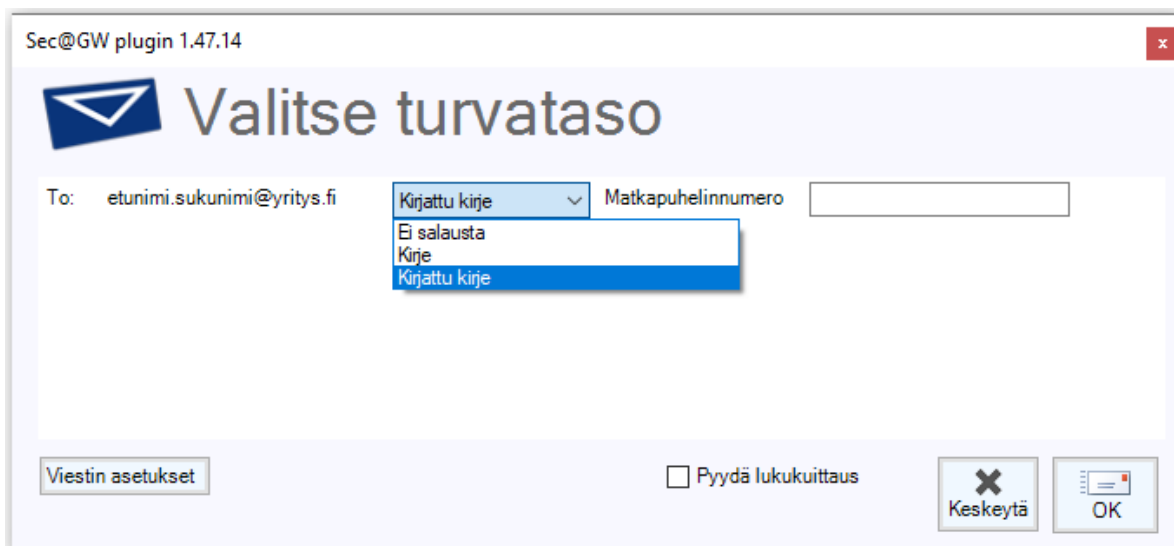 Sec@GW plugin 1.47.14
x
Valitse turvataso
To: etunimi.sukunimi@yritys.fi Kirjattu kirje Matkapuhelinnumero
Ei salausta
Kirje
Kirjattu kirje
Viestin asetukset Pyydä lukukuittaus Keskeytä OK